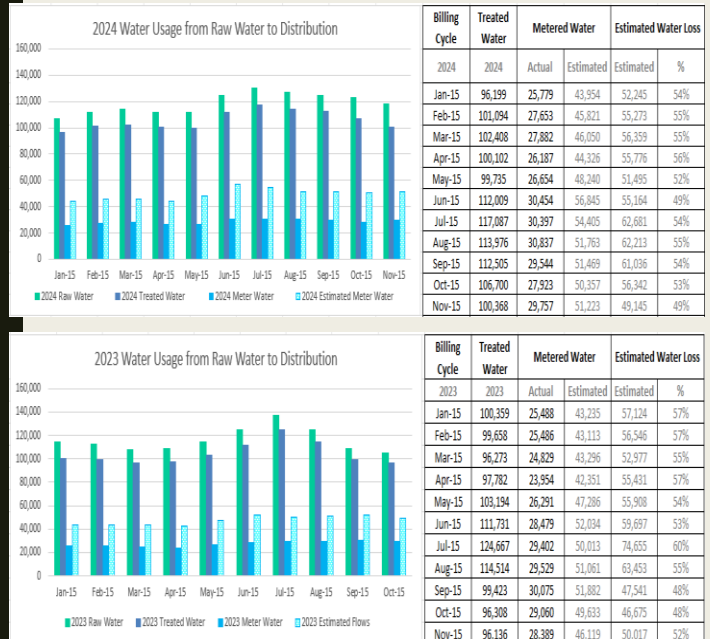 2024 Water Usage from Raw Water to Distribution
160,000
140,000
120,000
100,000
80,000
60,000
40,000
20,000
0
Jan-15 Feb-15 Mar-15 Apr-15 May-15 Jun-15 Jul-15 Aug-15 Sep-15 Oct-15 Nov-15
2024 Raw Water 2024 Treated Water 2024 Meter Water 2024 Estimated Meter Water
Billing Cycle Treated Water Metered Water Estimated Water Loss
2024 2024 Actual Estimated Estimated %
Jan-15 96,199 25,779 43,954 52,245 54%
Feb-15 101,094 27,653 45,821 55,273 55%
Mar-15 102,408 27,882 46,050 56,359 55%
Apr-15 100,102 26,187 44,326 55,776 56%
May-15 99,735 26,654 48,240 51,495 52%
Jun-15 112,009 30,454 56,845 55,164 49%
Jul-15 117,087 30,397 54,405 62,681 54%
Aug-15 113,976 30,837 51,763 62,213 55%
Sep-15 112,505 29,544 51,469 61,036 54%
Oct-15 106,700 27,923 50,357 56,342 53%
Nov-15 100,368 29,757 51,223 49,145 49%
2023 Water Usage from Raw Water to Distribution
160,000
140,000
120,000
100,000
80,000
60,000
40,000
20,000
0
Jan-15 Feb-15 Mar-15 Apr-15 May-15 Jun-15 Jul-15 Aug-15 Sep-15 Oct-15
2023 Raw Water 2023 Treated Water 2023 Meter Water 2023 Estimated Flows
Billing Cycle Treated Water Metered Water Estimated Water Loss
2023 2023 Actual Estimated Estimated %
Jan-15 100,359 25,488 43,235 57,124 57%
Feb-15 99,658 25,486 43,113 56,546 57%
Mar-15 96,273 24,829 43,296 52,977 55%
Apr-15 97,782 23,954 42,351 55,431 57%
May-15 103,194 26,291 47,286 55,908 54%
Jun-15 111,731 28,479 52,034 59,697 53%
Jul-15 124,667 29,402 50,013 74,655 60%
Aug-15 114,514 29,529 51,061 63,453 55%
Sep-15 99,423 30,075 51,882 47,541 48%
Oct-15 96,308 29,060 49,633 46,675 48%
Nov-15 96,136 28,389 46,119 50,017 52%